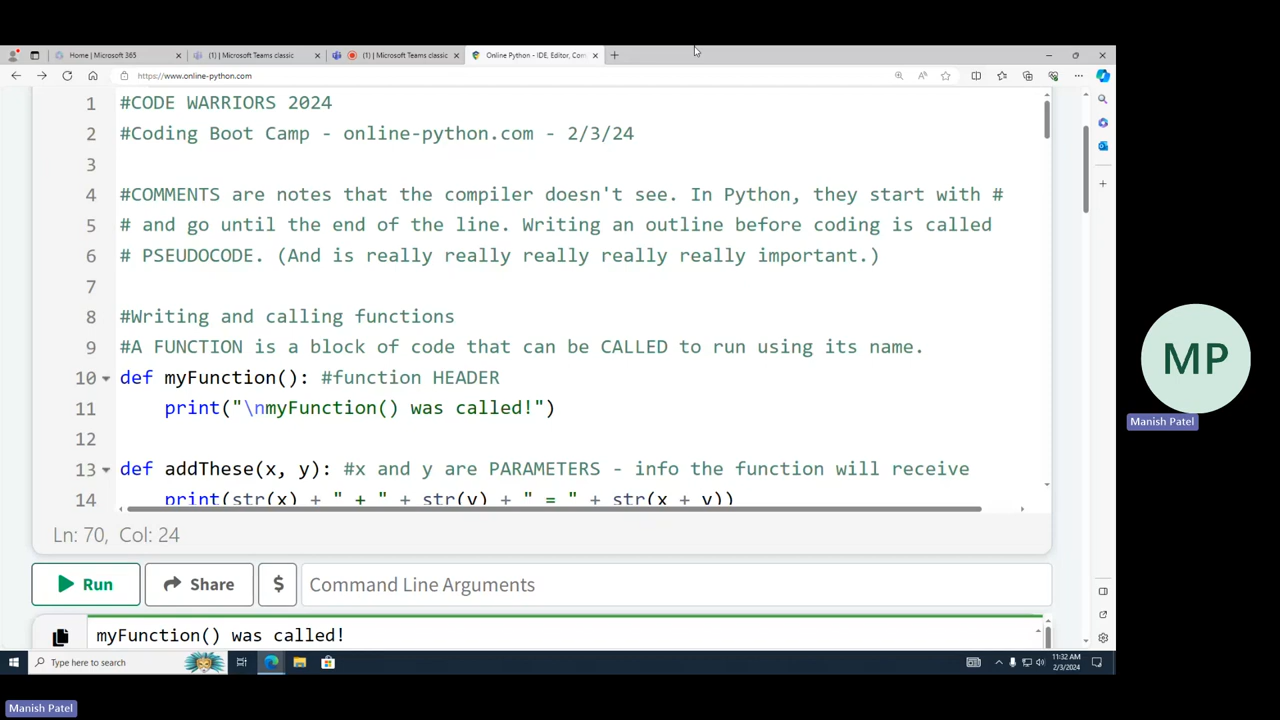 Home | Microsoft 365
(1) | Microsoft Teams classic
(1) | Microsoft Teams classic
Online Python - IDE, Editor, Com
https://www.online-python.com
1 #CODE WARRIORS 2024
2 #Coding Boot Camp - online-python.com - 2/3/24
3
4 #COMMENTS are notes that the compiler doesn't see. In Python, they start with #
5 # and go until the end of the line. Writing an outline before coding is called
6 # PSEUDOCODE. (And is really really really really really important.)
7
8 #Writing and calling functions
9 #A FUNCTION is a block of code that can be CALLED to run using its name.
10 def myFunction(): #function HEADER
11 print("\nmyFunction() was called!")
12
13 def addThese(x, y): #x and y are PARAMETERS - info the function will receive
14 print(str(x) + " + " + str(y) + " = " + str(x + y))
Ln: 70, Col: 24
Run
Share
$
Command Line Arguments
myFunction() was called!
MP
Manish Patel
Type here to search
11:32 AM
2/3/2024
Manish Patel